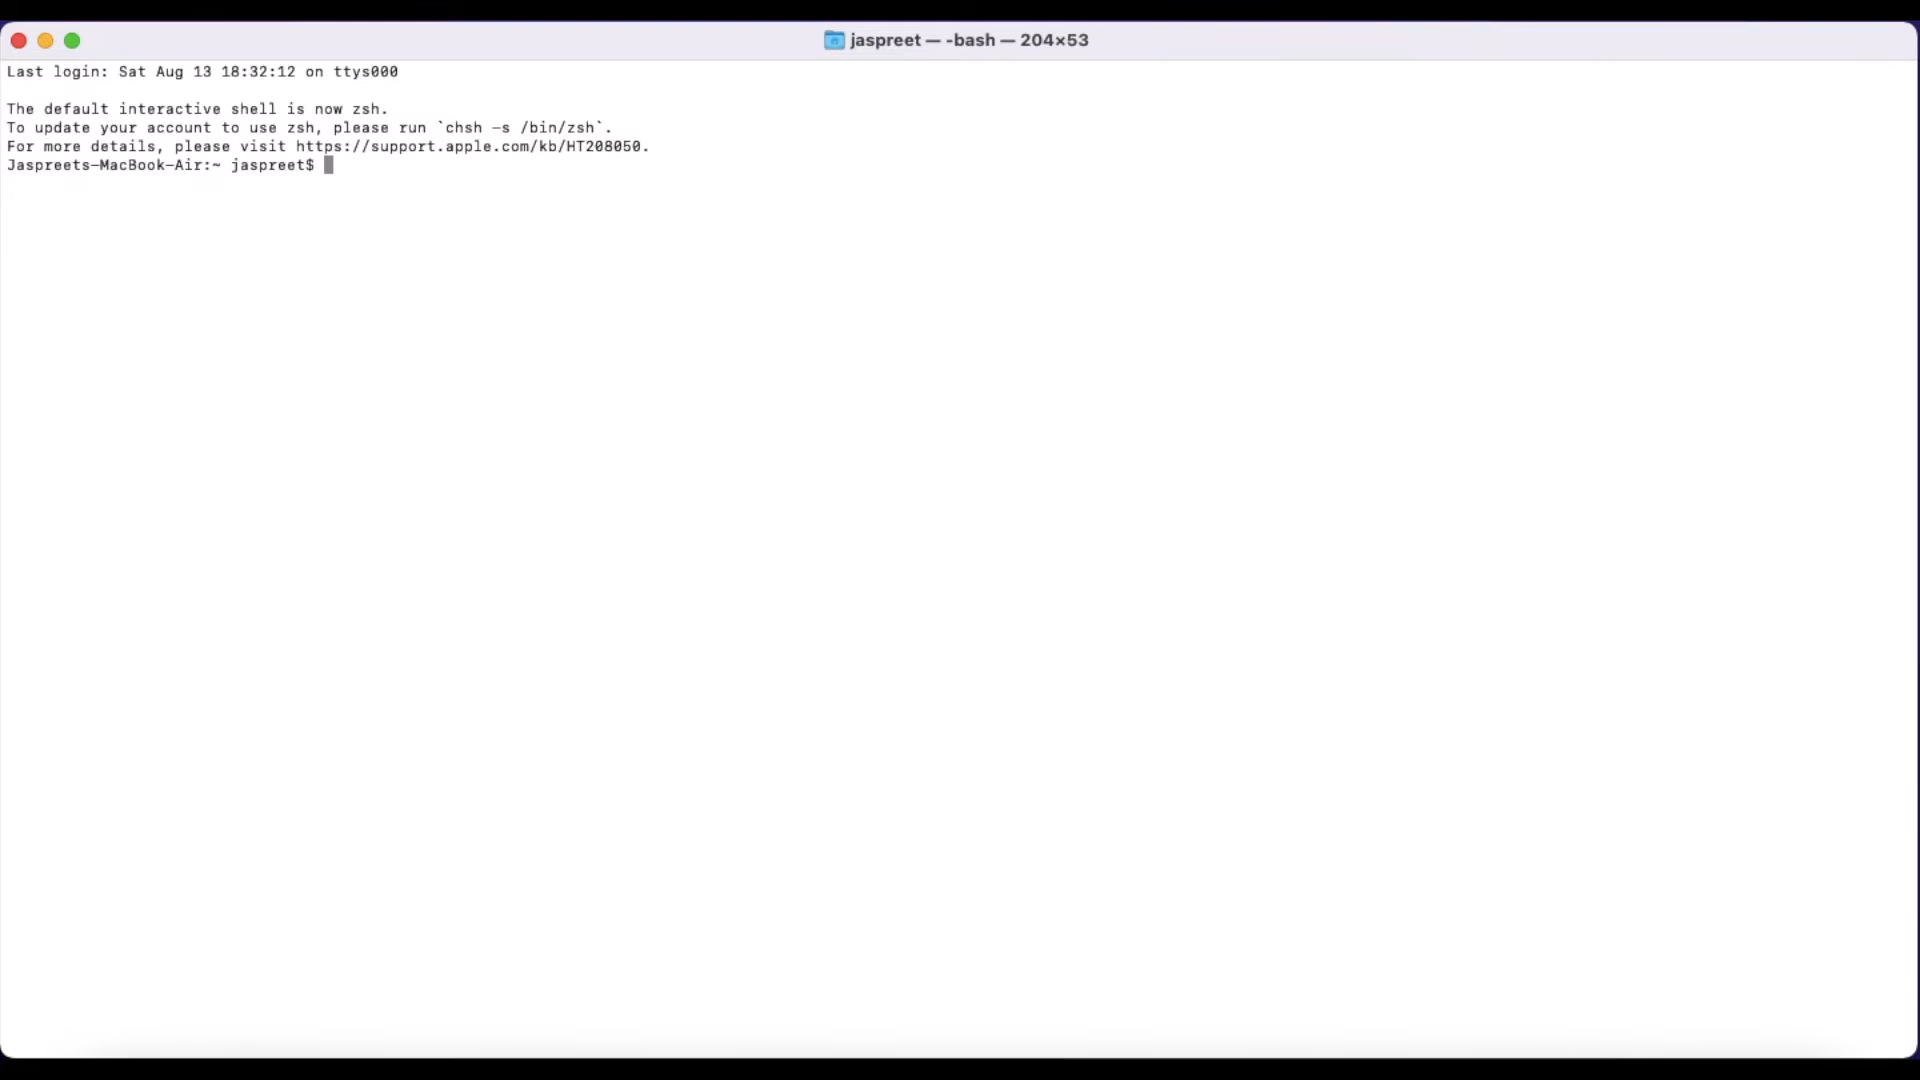 jaspreet — -bash — 204×53
Last login: Sat Aug 13 18:32:12 on ttys000
The default interactive shell is now zsh.
To update your account to use zsh, please run `chsh -s /bin/zsh`.
For more details, please visit https://support.apple.com/kb/HT208050.
Jaspreets-MacBook-Air:~ jaspreet$